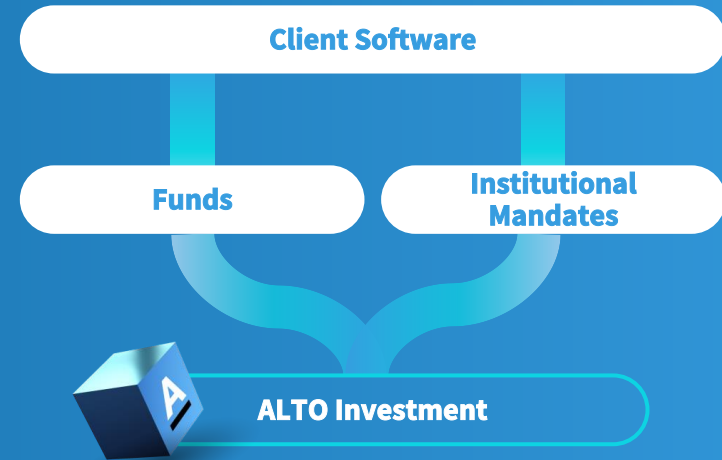 Client Software
Funds
Institutional
Mandates
A
ALTO Investment